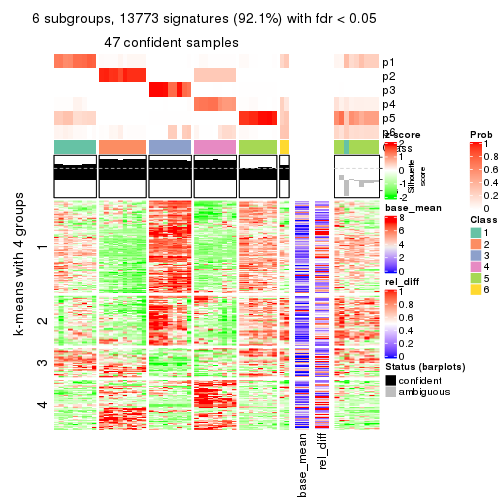 6 subgroups, 13773 signatures (92.1%) with fdr < 0.05
47 confident samples
p1
p2
p3
p4
p5
p6
Class
Silhouette
score
k-means with 4 groups
1
2
3
4
base_mean
rel_diff
z-score
2
1
0
-1
-2
base_mean
8
6
4
2
0
rel_diff
1
0.8
0.6
0.4
0.2
0
Status (barplots)
confident
ambiguous
Prob
1
0.8
0.6
0.4
0.2
0
Class
1
2
3
4
5
6